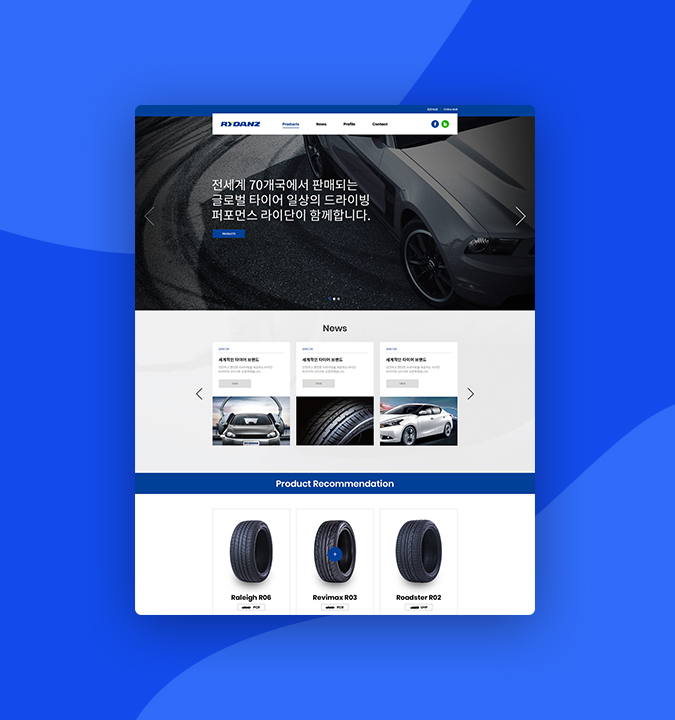 RYDANZ
Products News Profile Contact
전세계 70개국에서 판매되는
글로벌 타이어 일상의 드라이빙
퍼포먼스 라이단이 함께합니다.
PRODUCTS
News
세계적인 타이어 브랜드
세계적인 타이어 브랜드
세계적인 타이어 브랜드
RYDANZ
Product Recommendation
Raleigh R06
Revimax R03
Roadster R02
PCR
PCR
UHP